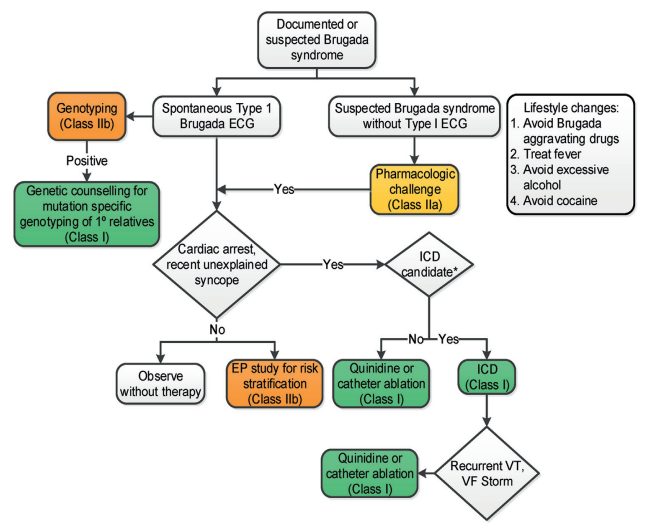 Documented or
suspected Brugada
syndrome
Genotyping
(Class IIb)
Spontaneous Type 1
Brugada ECG
Suspected Brugada syndrome
without Type I ECG
Lifestyle changes:
1. Avoid Brugada
aggravating drugs
2. Treat fever
3. Avoid excessive
alcohol
4. Avoid cocaine
Positive
Yes
Pharmacologic
challenge
(Class IIa)
Genetic counselling for
mutation specific
genotyping of 1º relatives
(Class I)
Cardiac arrest,
recent unexplained
syncope
Yes
ICD
candidate*
No
No
Yes
Observe
without therapy
EP study for risk
stratification
(Class IIb)
Quinidine or
catheter ablation
(Class I)
ICD
(Class I)
Quinidine or
catheter ablation
(Class I)
Recurrent VT,
VF Storm